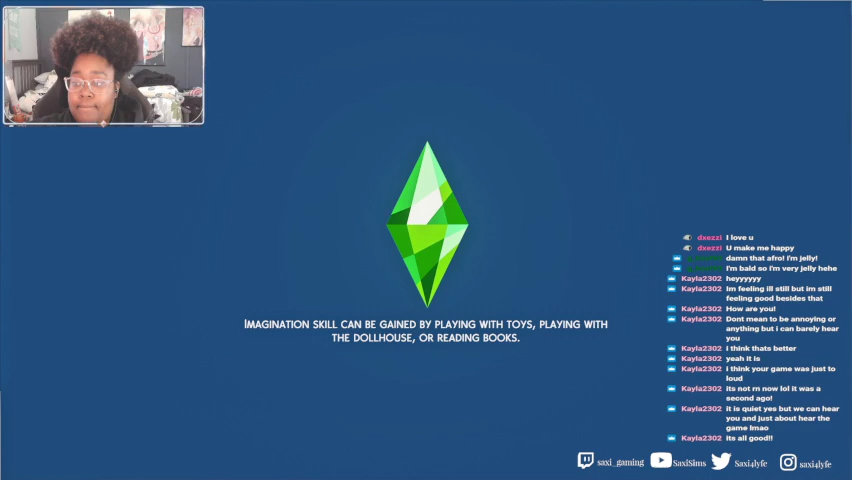 IMAGINATION SKILL CAN BE GAINED BY PLAYING WITH TOYS, PLAYING WITH
THE DOLLHOUSE, OR READING BOOKS.
dxezzi I love u
dxezzi U make me happy
damn that afro! I'm jelly!
I'm bald so I'm very jelly hehe
Kayla2302 heyyyyyy
Kayla2302 Im feeling ill still but im still
feeling good besides that
Kayla2302 How are you!
Kayla2302 Dont mean to be annoying or
anything but i can barely hear
you
Kayla2302 i think thats better
Kayla2302 yeah it is
Kayla2302 i think your game was just to
loud
Kayla2302 its not rn now lol it was a
second ago!
Kayla2302 it is quiet yes but we can hear
you and just about hear the
game lmao
Kayla2302 its all good!!
saxi_gaming SaxiSims Saxi4lyfe saxi4lyfe